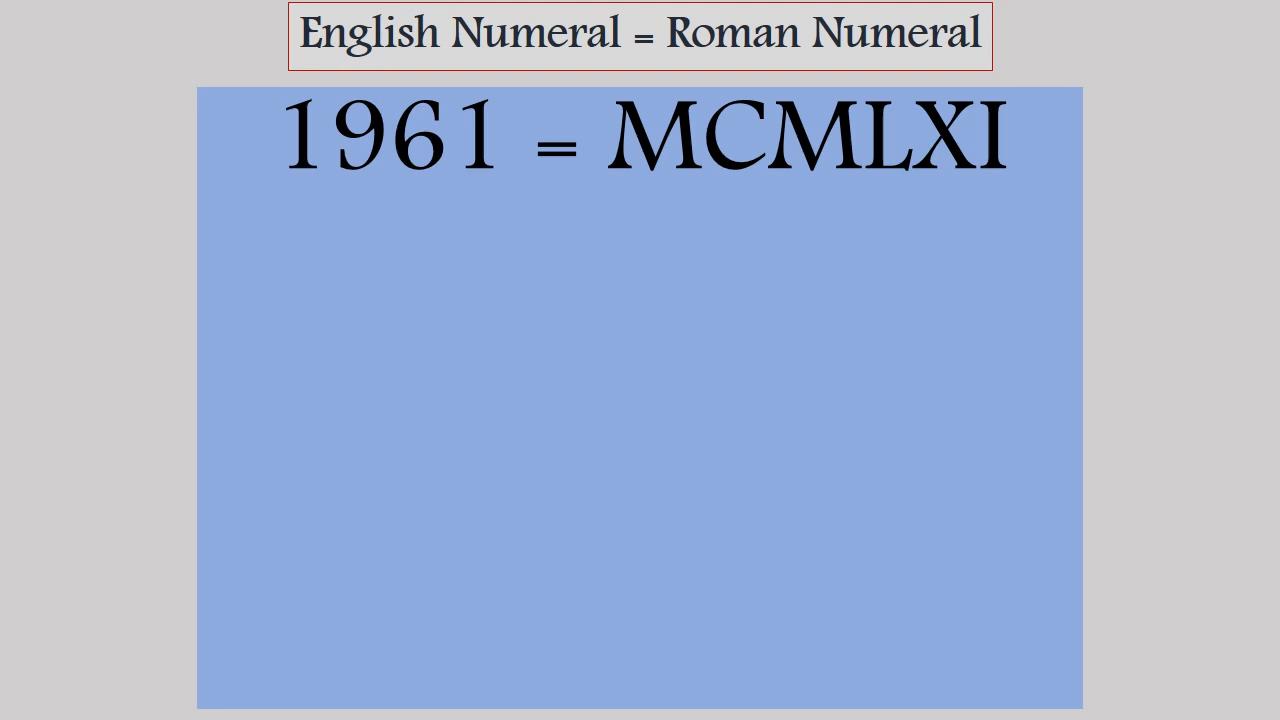 English Numeral = Roman Numeral
1961 = MCMLXI